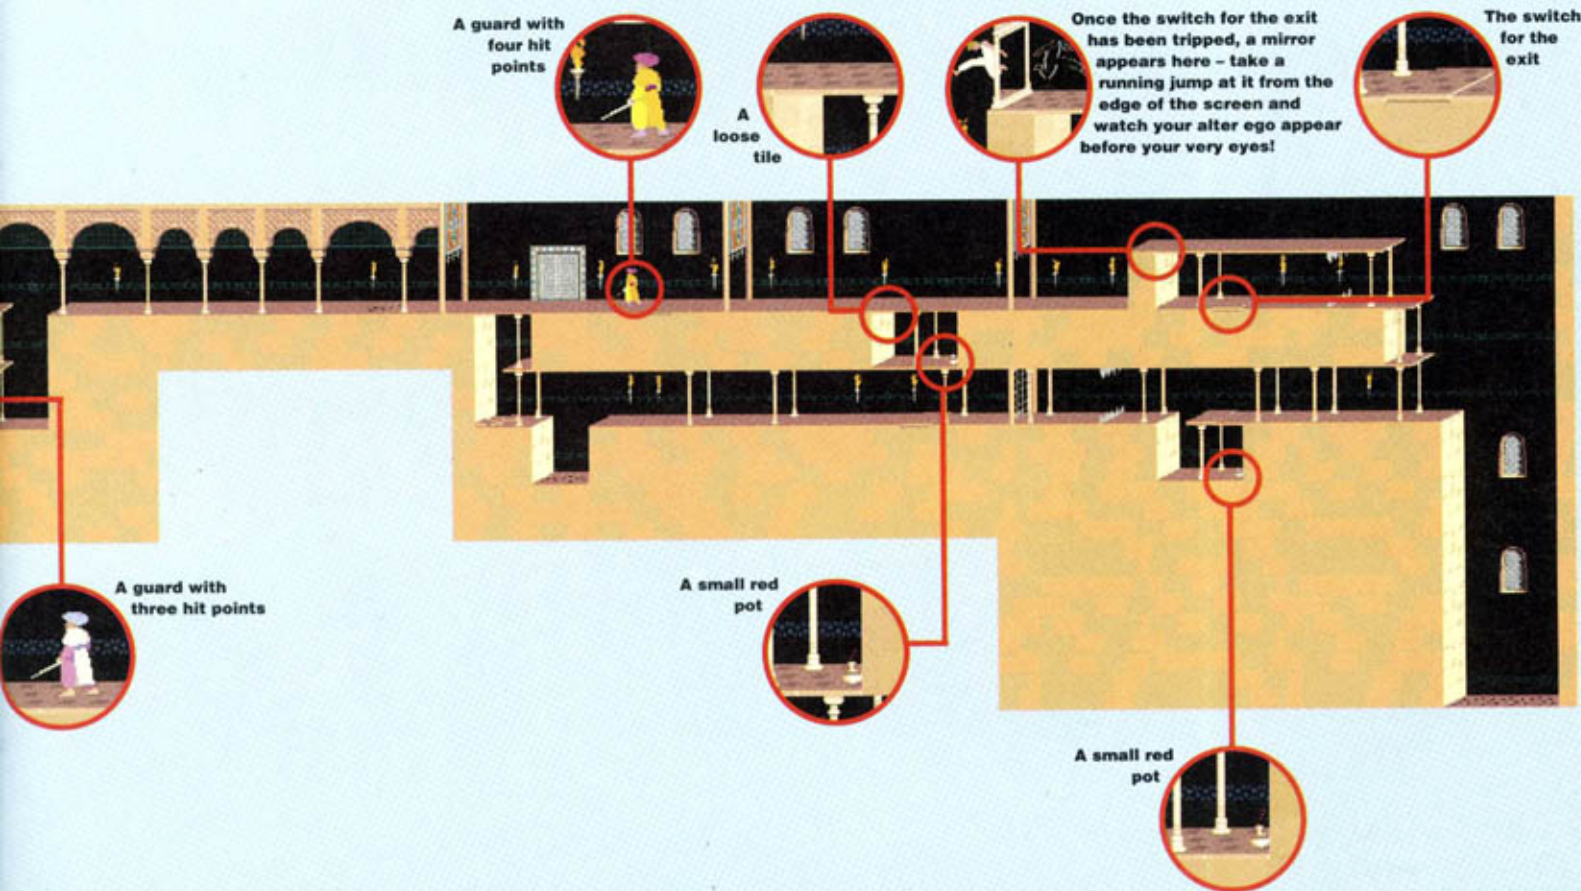 A guard with
four hit
points
A
loose
tile
Once the switch for the exit
has been tripped, a mirror
appears here – take a
running jump at it from the
edge of the screen and
watch your alter ego appear
before your very eyes!
The switch
for the
exit
A guard with
three hit points
A small red
pot
A small red
pot